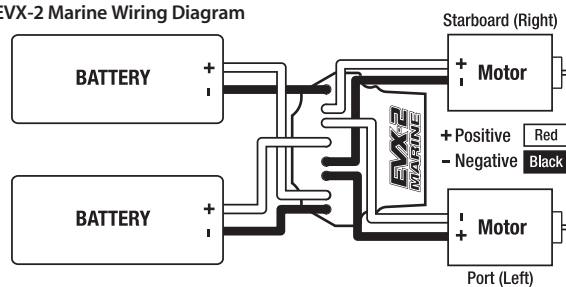 EVX-2 Marine Wiring Diagram
Starboard (Right)
BATTERY
+
-
+
-
Motor
EVX-2
MARINE
+ Positive Red
- Negative Black
BATTERY
+
-
-
+
Motor
Port (Left)